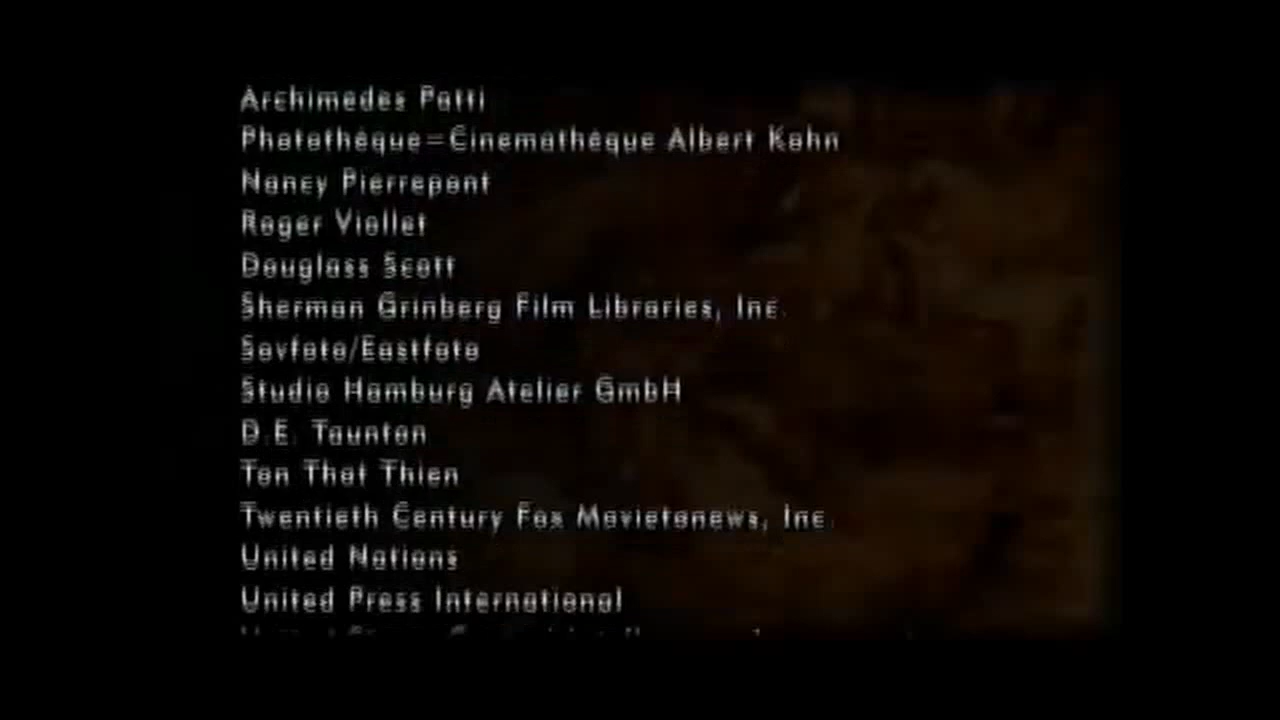 Archimedes Patti
Photothèque=Cinemathèque Albert Kahn
Nancy Pierrepont
Roger Viollet
Douglass Scott
Sherman Grinberg Film Libraries, Inc.
Sovfoto/Eastfoto
Studio Hamburg Atelier GmbH
D.E. Taunton
Ton That Thien
Twentieth Century Fox Movietonews, Inc.
United Nations
United Press International